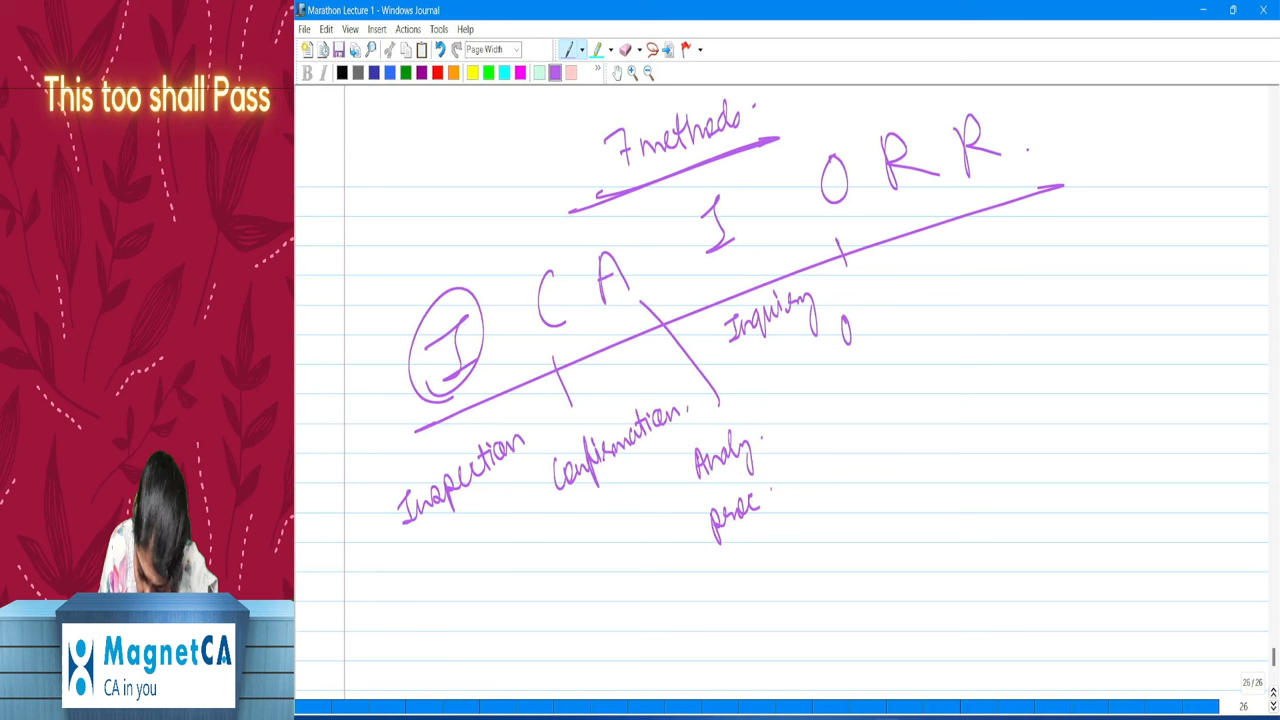 Marathon Lecture 1 - Windows Journal
File Edit View Insert Actions Tools Help
Page Width
B I
This too shall Pass
7 methods.
I C A I O R R .
Inspection
Confirmation.
Analy.
proc.
Inquiry
O
MagnetCA
CA in you
26 / 26
26